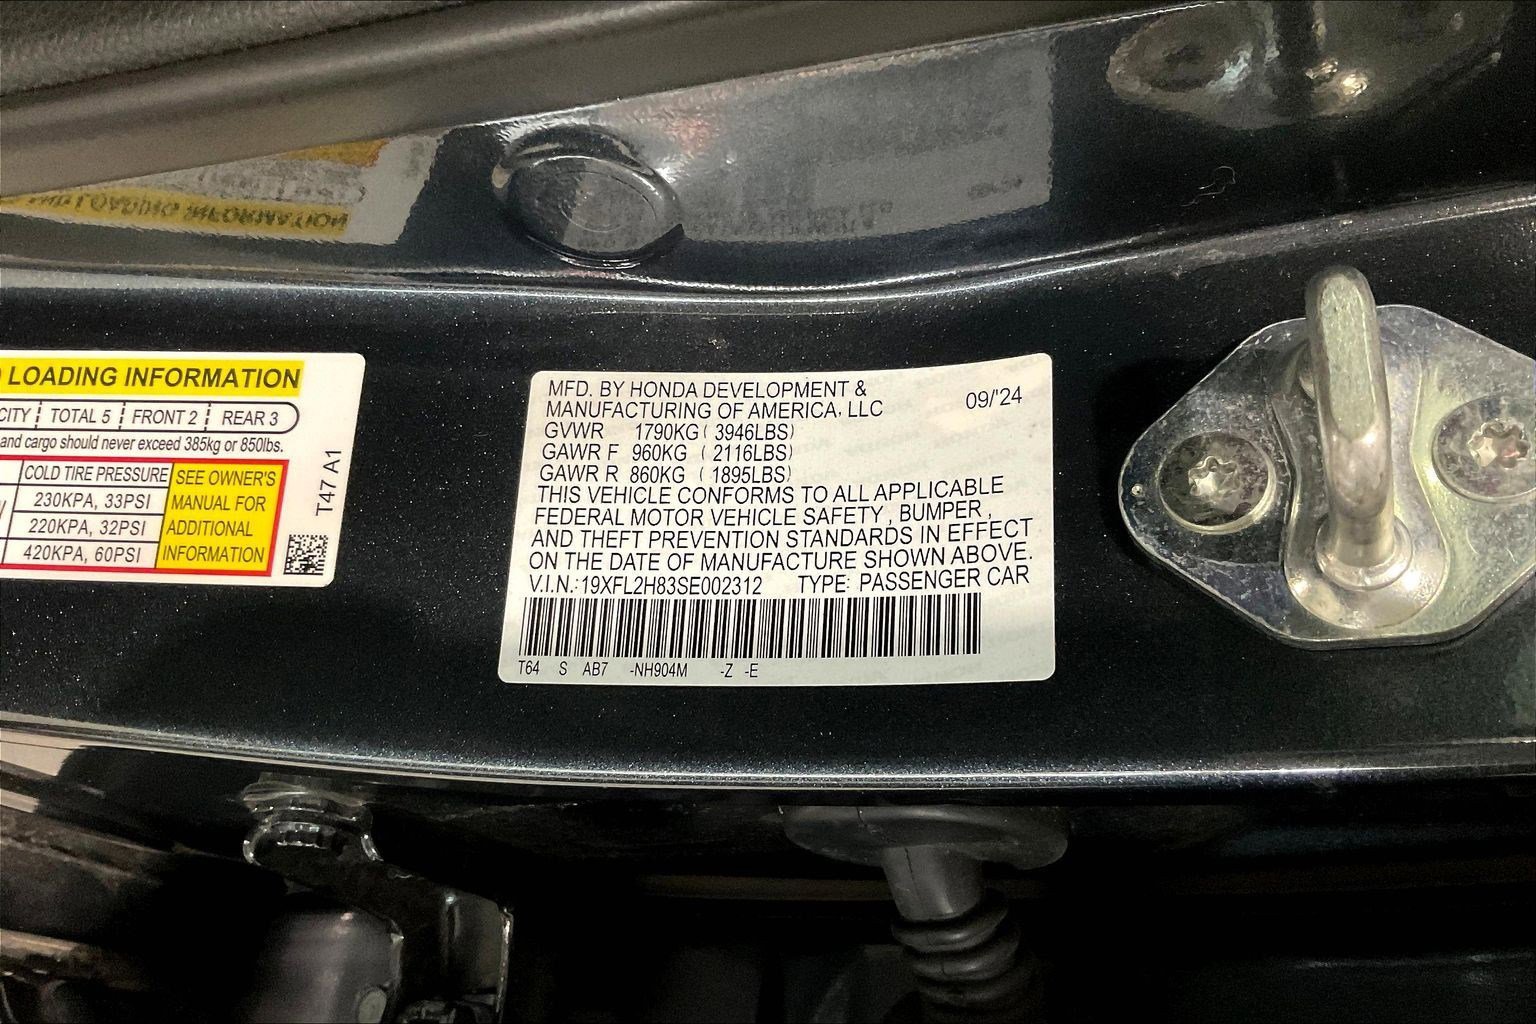 LOADING INFORMATION
CITY TOTAL 5 FRONT 2 REAR 3
and cargo should never exceed 385kg or 850lbs.
COLD TIRE PRESSURE
230KPA, 33PSI
220KPA, 32PSI
420KPA, 60PSI
SEE OWNER'S
MANUAL FOR
ADDITIONAL
INFORMATION
T47 A1
MFD. BY HONDA DEVELOPMENT &
MANUFACTURING OF AMERICA, LLC 09/'24
GVWR 1790KG ( 3946LBS)
GAWR F 960KG ( 2116LBS)
GAWR R 860KG ( 1895LBS)
THIS VEHICLE CONFORMS TO ALL APPLICABLE
FEDERAL MOTOR VEHICLE SAFETY, BUMPER,
AND THEFT PREVENTION STANDARDS IN EFFECT
ON THE DATE OF MANUFACTURE SHOWN ABOVE.
V.I.N.: 19XFL2H83SE002312 TYPE: PASSENGER CAR
T64 S AB7 -NH904M -Z -E